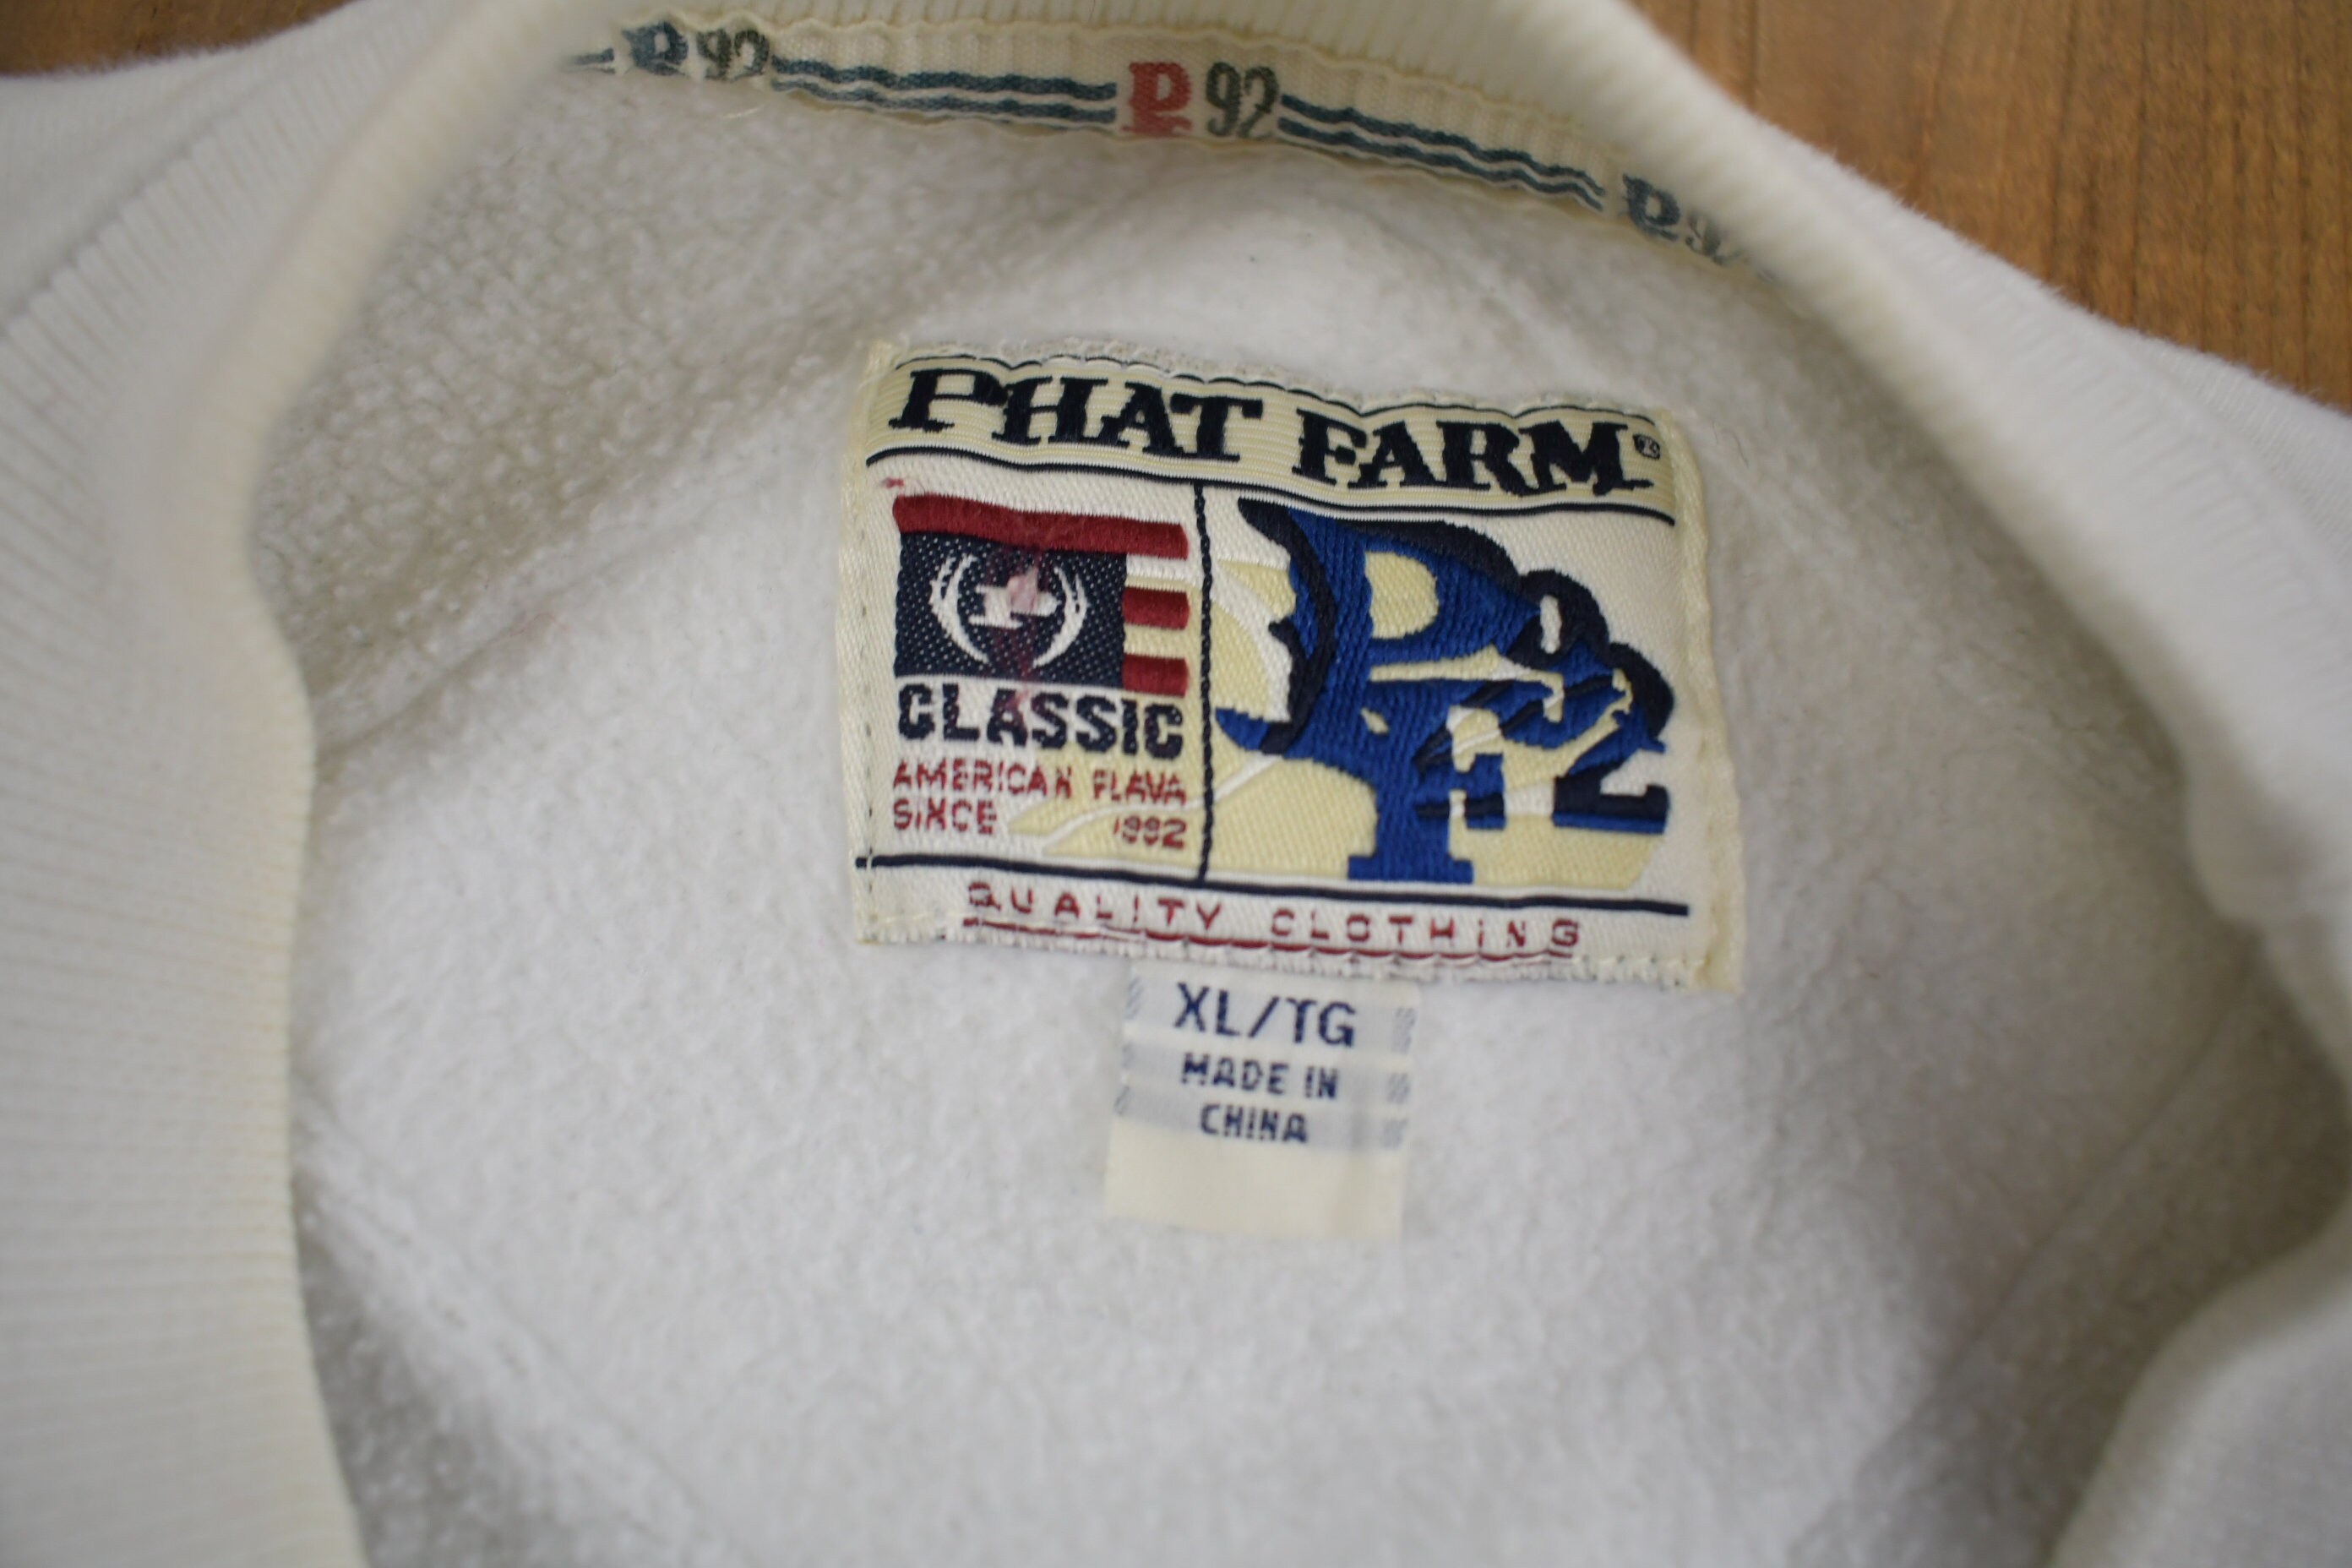 P92 P92 P92
PHAT FARM®
CLASSIC
AMERICAN FLAVA
SINCE 1992
P
QUALITY CLOTHING
XL/TG
MADE IN
CHINA